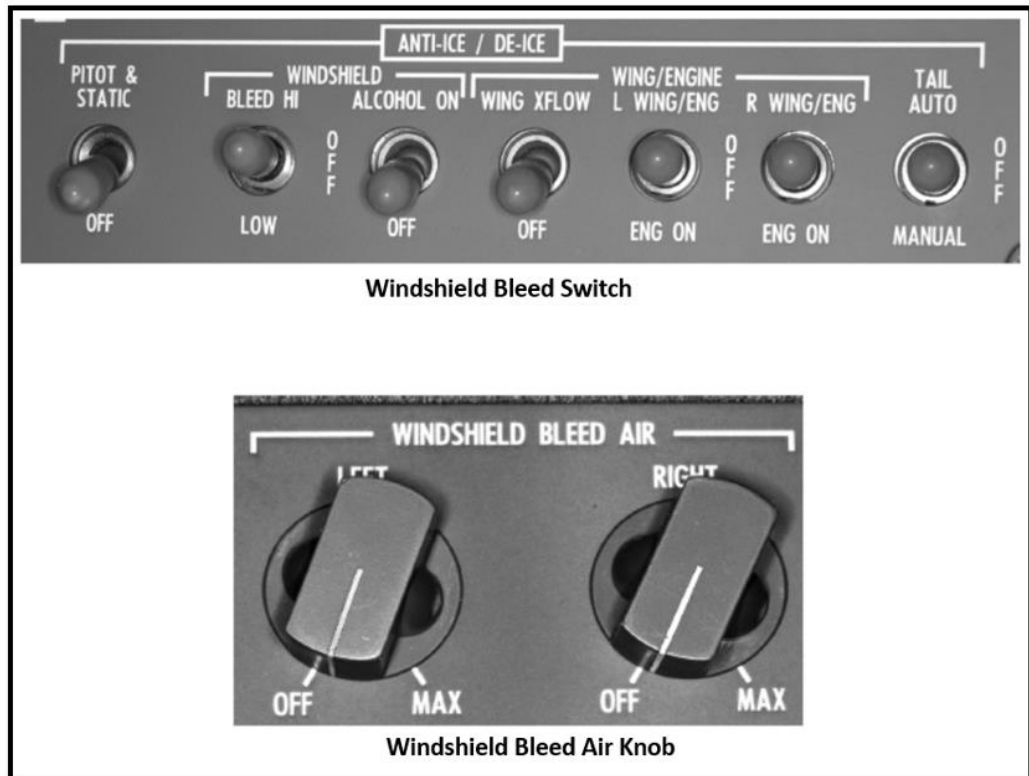 ANTI-ICE / DE-ICE
PITOT &
STATIC
OFF
WINDSHIELD
BLEED HI
LOW
OFF
ALCOHOL ON
OFF
WING/ENGINE
WING XFLOW
OFF
L WING/ENG
ENG ON
OFF
R WING/ENG
ENG ON
TAIL
AUTO
MANUAL
OFF
Windshield Bleed Switch
WINDSHIELD BLEED AIR
LEFT
RIGHT
OFF MAX
OFF MAX
Windshield Bleed Air Knob